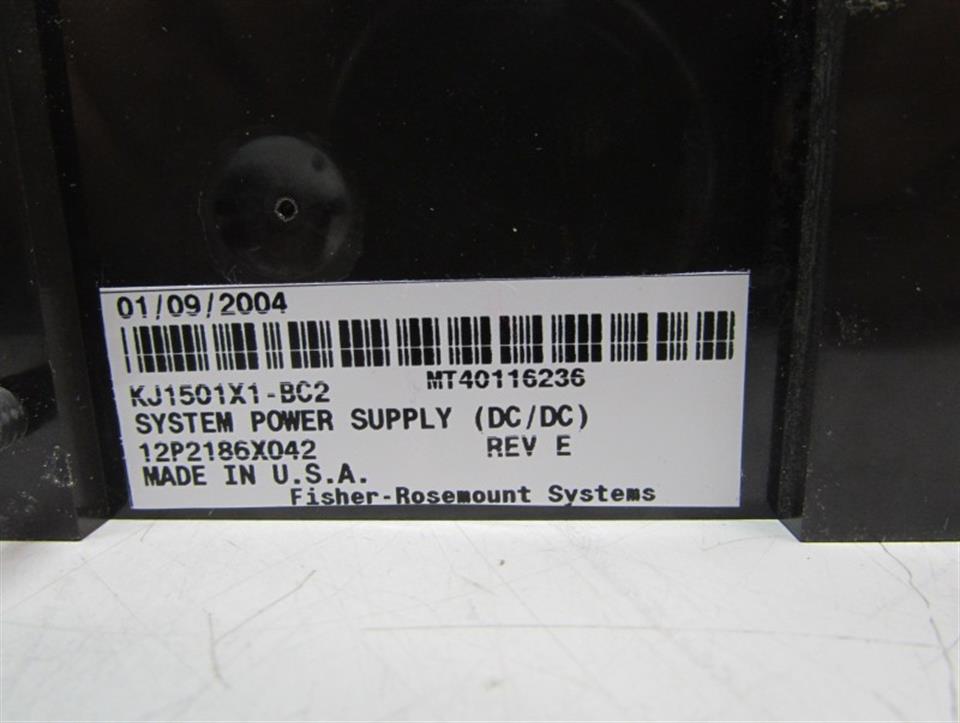 01/09/2004
MT40116236
KJ1501X1-BC2
SYSTEM POWER SUPPLY (DC/DC)
12P2186X042 REV E
MADE IN U.S.A.
Fisher-Rosemount Systems